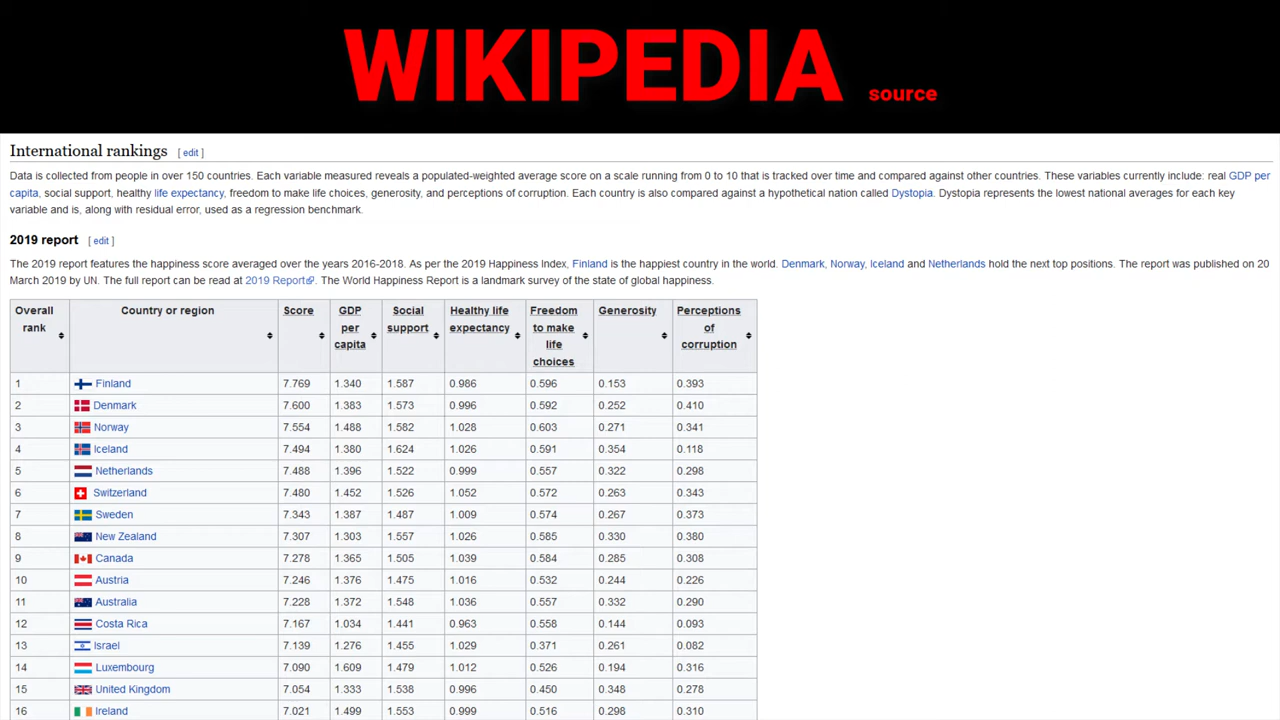 WIKIPEDIA source
International rankings [ edit ]
Data is collected from people in over 150 countries. Each variable measured reveals a populated-weighted average score on a scale running from 0 to 10 that is tracked over time and compared against other countries. These variables currently include: real GDP per
capita, social support, healthy life expectancy, freedom to make life choices, generosity, and perceptions of corruption. Each country is also compared against a hypothetical nation called Dystopia. Dystopia represents the lowest national averages for each key
variable and is, along with residual error, used as a regression benchmark.
2019 report [ edit ]
The 2019 report features the happiness score averaged over the years 2016-2018. As per the 2019 Happiness Index, Finland is the happiest country in the world. Denmark, Norway, Iceland and Netherlands hold the next top positions. The report was published on 20
March 2019 by UN. The full report can be read at 2019 Report. The World Happiness Report is a landmark survey of the state of global happiness.
Overall rank Country or region Score GDP per capita Social support Healthy life expectancy Freedom to make life choices Generosity Perceptions of corruption
1 Finland 7.769 1.340 1.587 0.986 0.596 0.153 0.393
2 Denmark 7.600 1.383 1.573 0.996 0.592 0.252 0.410
3 Norway 7.554 1.488 1.582 1.028 0.603 0.271 0.341
4 Iceland 7.494 1.380 1.624 1.026 0.591 0.354 0.118
5 Netherlands 7.488 1.396 1.522 0.999 0.557 0.322 0.298
6 Switzerland 7.480 1.452 1.526 1.052 0.572 0.263 0.343
7 Sweden 7.343 1.387 1.487 1.009 0.574 0.267 0.373
8 New Zealand 7.307 1.303 1.557 1.026 0.585 0.330 0.380
9 Canada 7.278 1.365 1.505 1.039 0.584 0.285 0.308
10 Austria 7.246 1.376 1.475 1.016 0.532 0.244 0.226
11 Australia 7.228 1.372 1.548 1.036 0.557 0.332 0.290
12 Costa Rica 7.167 1.034 1.441 0.963 0.558 0.144 0.093
13 Israel 7.139 1.276 1.455 1.029 0.371 0.261 0.082
14 Luxembourg 7.090 1.609 1.479 1.012 0.526 0.194 0.316
15 United Kingdom 7.054 1.333 1.538 0.996 0.450 0.348 0.278
16 Ireland 7.021 1.499 1.553 0.999 0.516 0.298 0.310